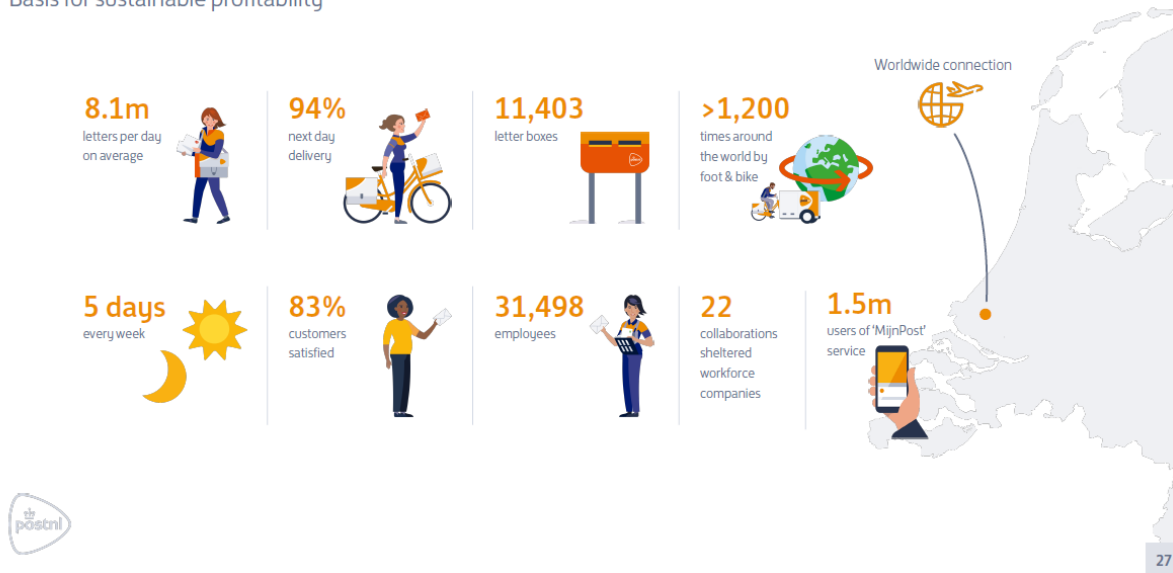 Basis for sustainable profitability
Worldwide connection
8.1m
letters per day
on average
94%
next day
delivery
11,403
letter boxes
>1,200
times around
the world by
foot & bike
5 days
every week
83%
customers
satisfied
31,498
employees
22
collaborations
sheltered
workforce
companies
1.5m
users of 'MijnPost'
service
postnl
27